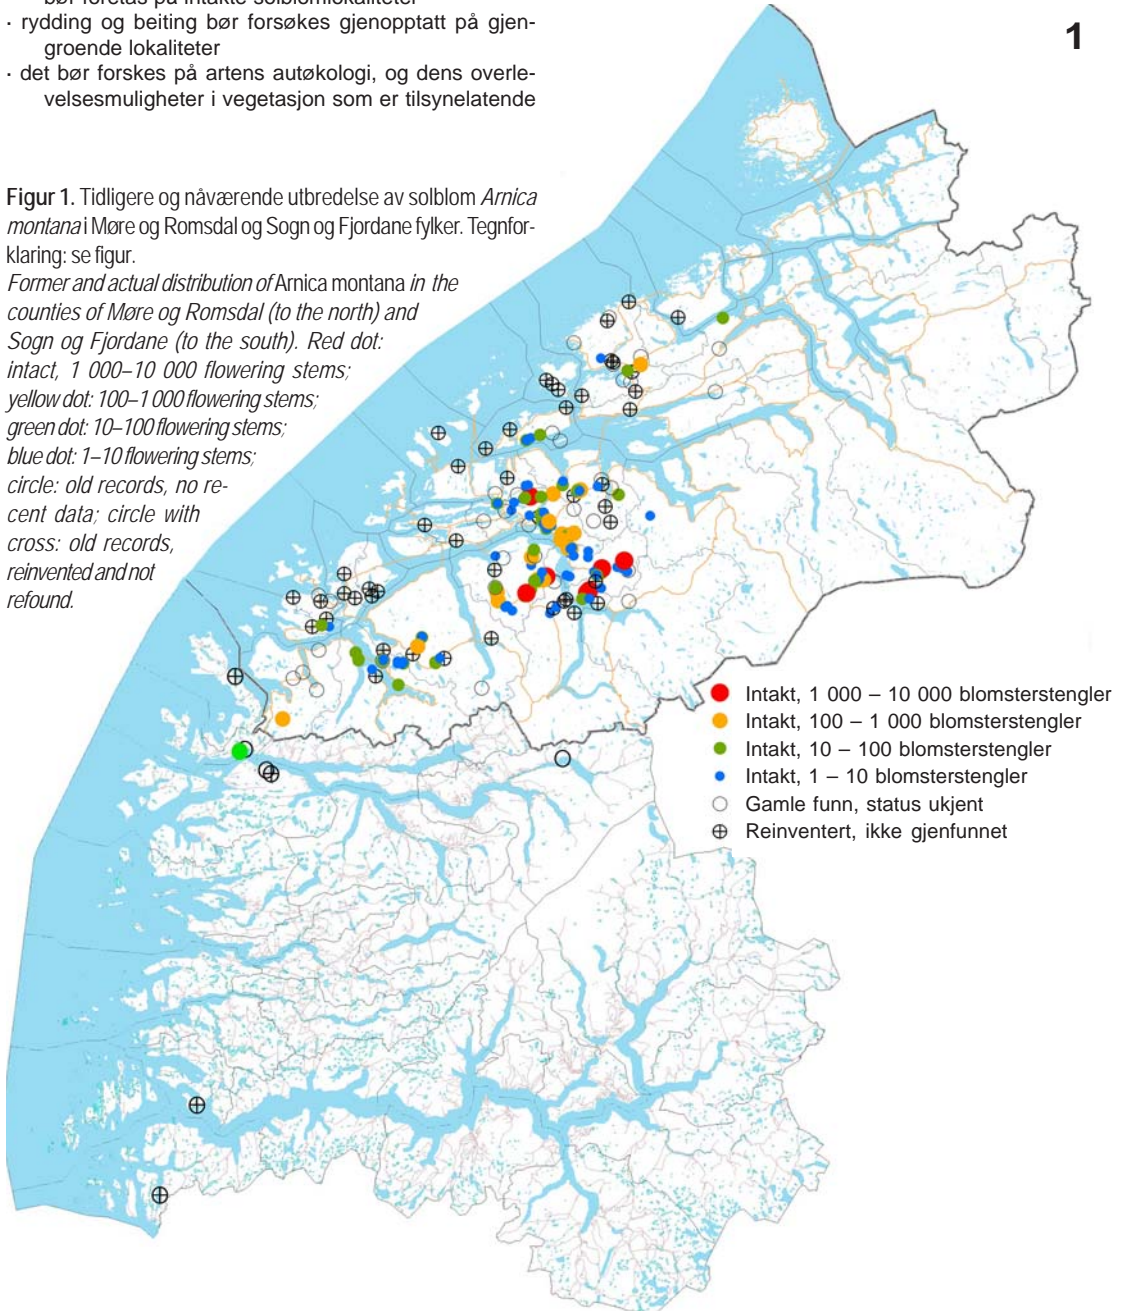 bør foretas på intakte solblomlokaliteter
· rydding og beiting bør forsøkes gjenopptatt på gjen-
groende lokaliteter
· det bør forskes på artens autøkologi, og dens overle-
velsesmuligheter i vegetasjon som er tilsynelatende
1
Figur 1. Tidligere og nåværende utbredelse av solblom Arnica
montana i Møre og Romsdal og Sogn og Fjordane fylker. Tegnfor-
klaring: se figur.
Former and actual distribution of Arnica montana in the
counties of Møre og Romsdal (to the north) and
Sogn og Fjordane (to the south). Red dot:
intact, 1 000–10 000 flowering stems;
yellow dot: 100–1 000 flowering stems;
green dot: 10–100 flowering stems;
blue dot: 1–10 flowering stems;
circle: old records, no re-
cent data; circle with
cross: old records,
reinvented and not
refound.
Intakt, 1 000 – 10 000 blomsterstengler
Intakt, 100 – 1 000 blomsterstengler
Intakt, 10 – 100 blomsterstengler
Intakt, 1 – 10 blomsterstengler
Gamle funn, status ukjent
Reinventert, ikke gjenfunnet